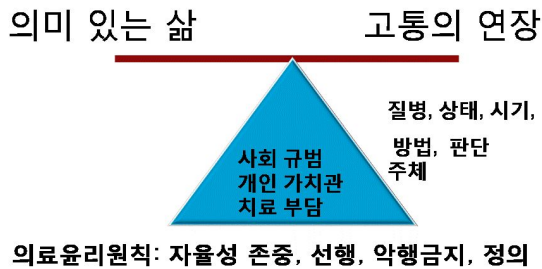 의미 있는 삶
고통의 연장
질병, 상태, 시기,
방법, 판단
주체
사회 규범
개인 가치관
치료 부담
의료윤리원칙: 자율성 존중, 선행, 악행금지, 정의